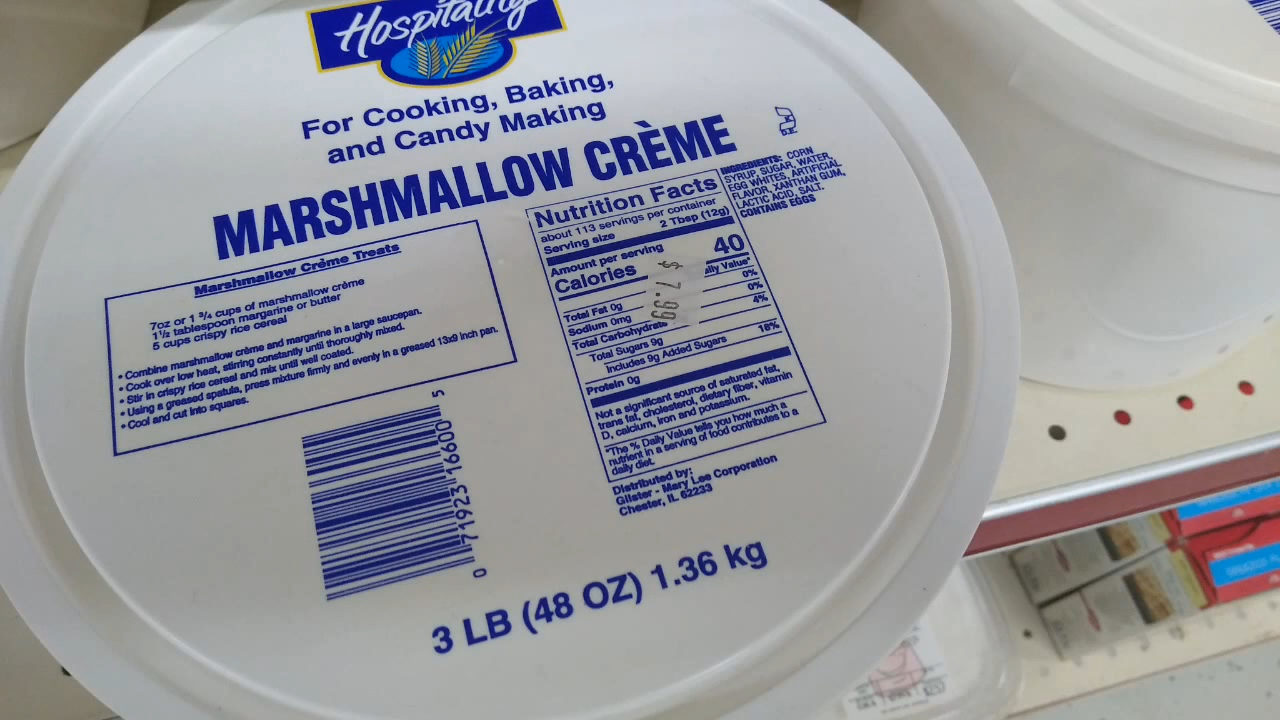 Hospitality
For Cooking, Baking,
and Candy Making
MARSHMALLOW CRÈME
Marshmallow Crème Treats
7oz or 1 ¾ cups of marshmallow crème
1½ tablespoon margarine or butter
5 cups crispy rice cereal
• Combine marshmallow crème and margarine in a large saucepan.
• Cook over low heat, stirring constantly until thoroughly mixed.
• Stir in crispy rice cereal and mix until well coated.
• Using a greased spatula, press mixture firmly and evenly in a greased 13x9 inch pan.
• Cool and cut into squares.
Nutrition Facts
about 113 servings per container
Serving size 2 Tbsp (12g)
Amount per serving
Calories 40
Value*
Total Fat 0g 0%
Sodium 0mg 0%
Total Carbohydrate 4%
Total Sugars 9g
Includes 9g Added Sugars 18%
Protein 0g
Not a significant source of saturated fat,
trans fat, cholesterol, dietary fiber, vitamin
D, calcium, iron and potassium.
*The % Daily Value tells you how much a
nutrient in a serving of food contributes to a
daily diet.
$7.99
INGREDIENTS: CORN
SYRUP, SUGAR, WATER,
EGG WHITES, ARTIFICIAL
FLAVOR, XANTHAN GUM,
LACTIC ACID, SALT.
CONTAINS EGGS
Distributed by:
Gilster - Mary Lee Corporation
Chester, IL 62233
0 71923 16600 5
3 LB (48 OZ) 1.36 kg